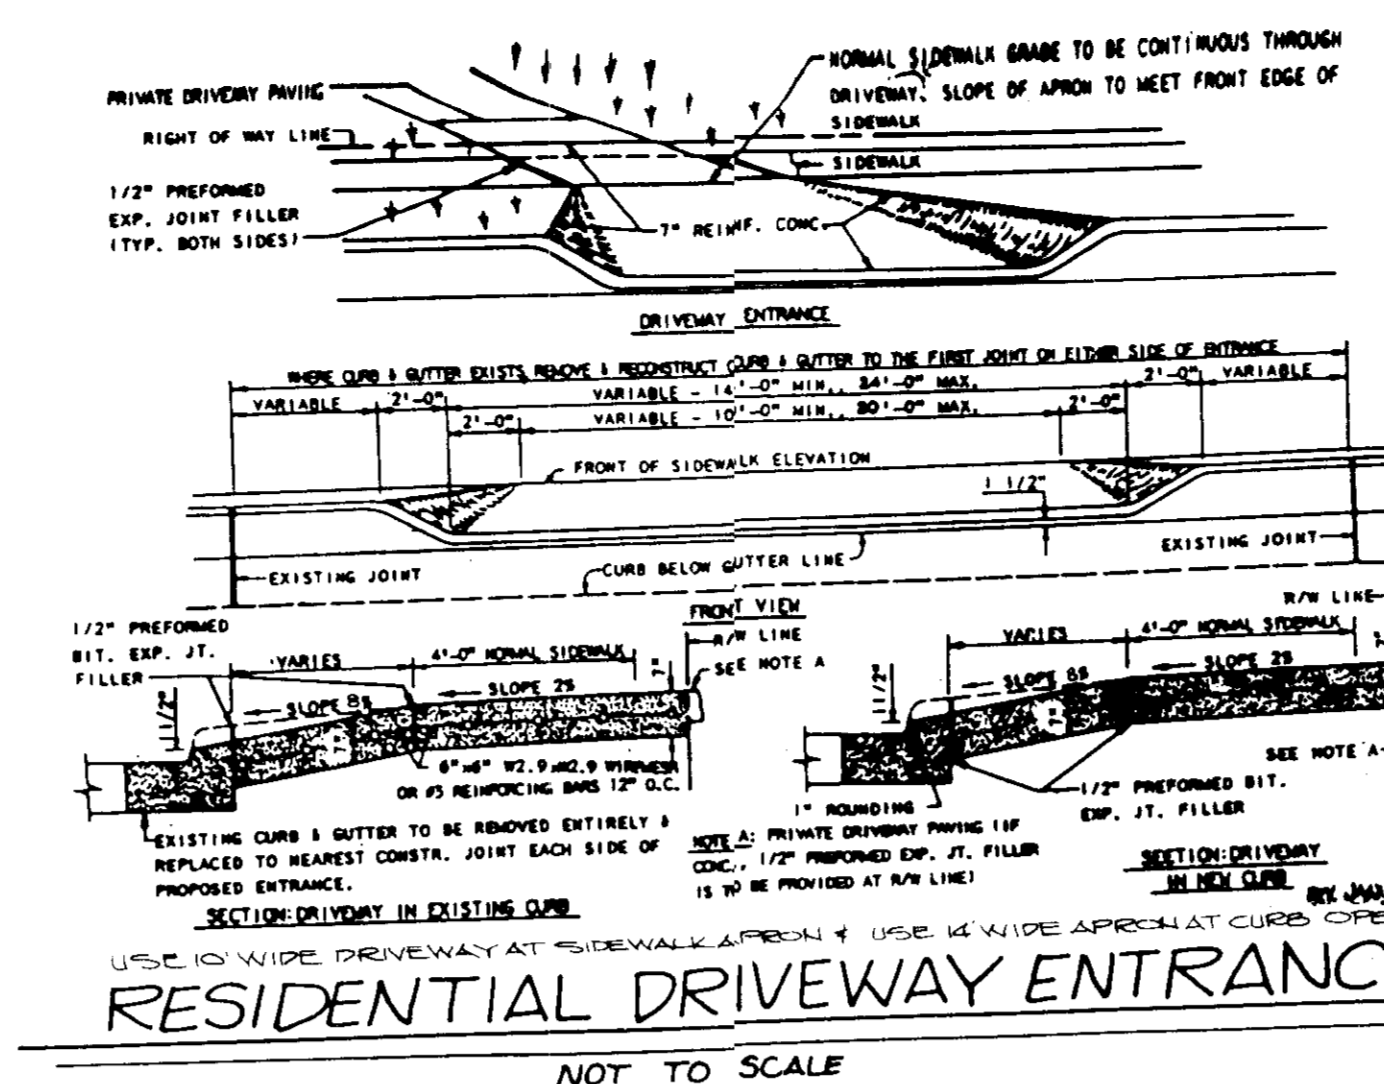 NORMAL SIDEWALK GRADE TO BE CONTINUOUS THROUGH
DRIVEWAY. SLOPE OF APRON TO MEET FRONT EDGE OF
SIDEWALK
PRIVATE DRIVEWAY PAVING
RIGHT OF WAY LINE
SIDEWALK
1/2" PREFORMED
EXP. JOINT FILLER
(TYP. BOTH SIDES)
7" REINF. CONC.
DRIVEWAY ENTRANCE
WHERE CURB & GUTTER EXISTS, REMOVE & RECONSTRUCT CURB & GUTTER TO THE FIRST JOINT ON EITHER SIDE OF ENTRANCE
VARIABLE 2'-0" VARIABLE - 14'-0" MIN., 24'-0" MAX. 2'-0" VARIABLE
2'-0" VARIABLE - 10'-0" MIN., 20'-0" MAX. 2'-0"
FRONT OF SIDEWALK ELEVATION
1 1/2"
EXISTING JOINT
CURB BELOW GUTTER LINE
EXISTING JOINT
FRONT VIEW
1/2" PREFORMED
BIT. EXP. JT.
FILLER
VARIES
4'-0" NORMAL SIDEWALK
R/W LINE
SEE NOTE A
SLOPE 8%
SLOPE 2%
7"
1 1/2"
7"
6"x6" W2.9xW2.9 WIREMESH
OR #5 REINFORCING BARS 12" O.C.
EXISTING CURB & GUTTER TO BE REMOVED ENTIRELY &
REPLACED TO NEAREST CONSTR. JOINT EACH SIDE OF
PROPOSED ENTRANCE.
SECTION: DRIVEWAY IN EXISTING CURB
R/W LINE
VARIES
4'-0" NORMAL SIDEWALK
SLOPE 8%
SLOPE 2%
1 1/2"
7"
SEE NOTE A
1" ROUNDING
1/2" PREFORMED BIT.
EXP. JT. FILLER
NOTE A: PRIVATE DRIVEWAY PAVING (IF
CONC., 1/2" PREFORMED EXP. JT. FILLER
IS TO BE PROVIDED AT R/W LINE)
SECTION: DRIVEWAY
IN NEW CURB
USE 10' WIDE DRIVEWAY AT SIDEWALK APRON & USE 14' WIDE APRON AT CURB OPE
RESIDENTIAL DRIVEWAY ENTRANC
NOT TO SCALE